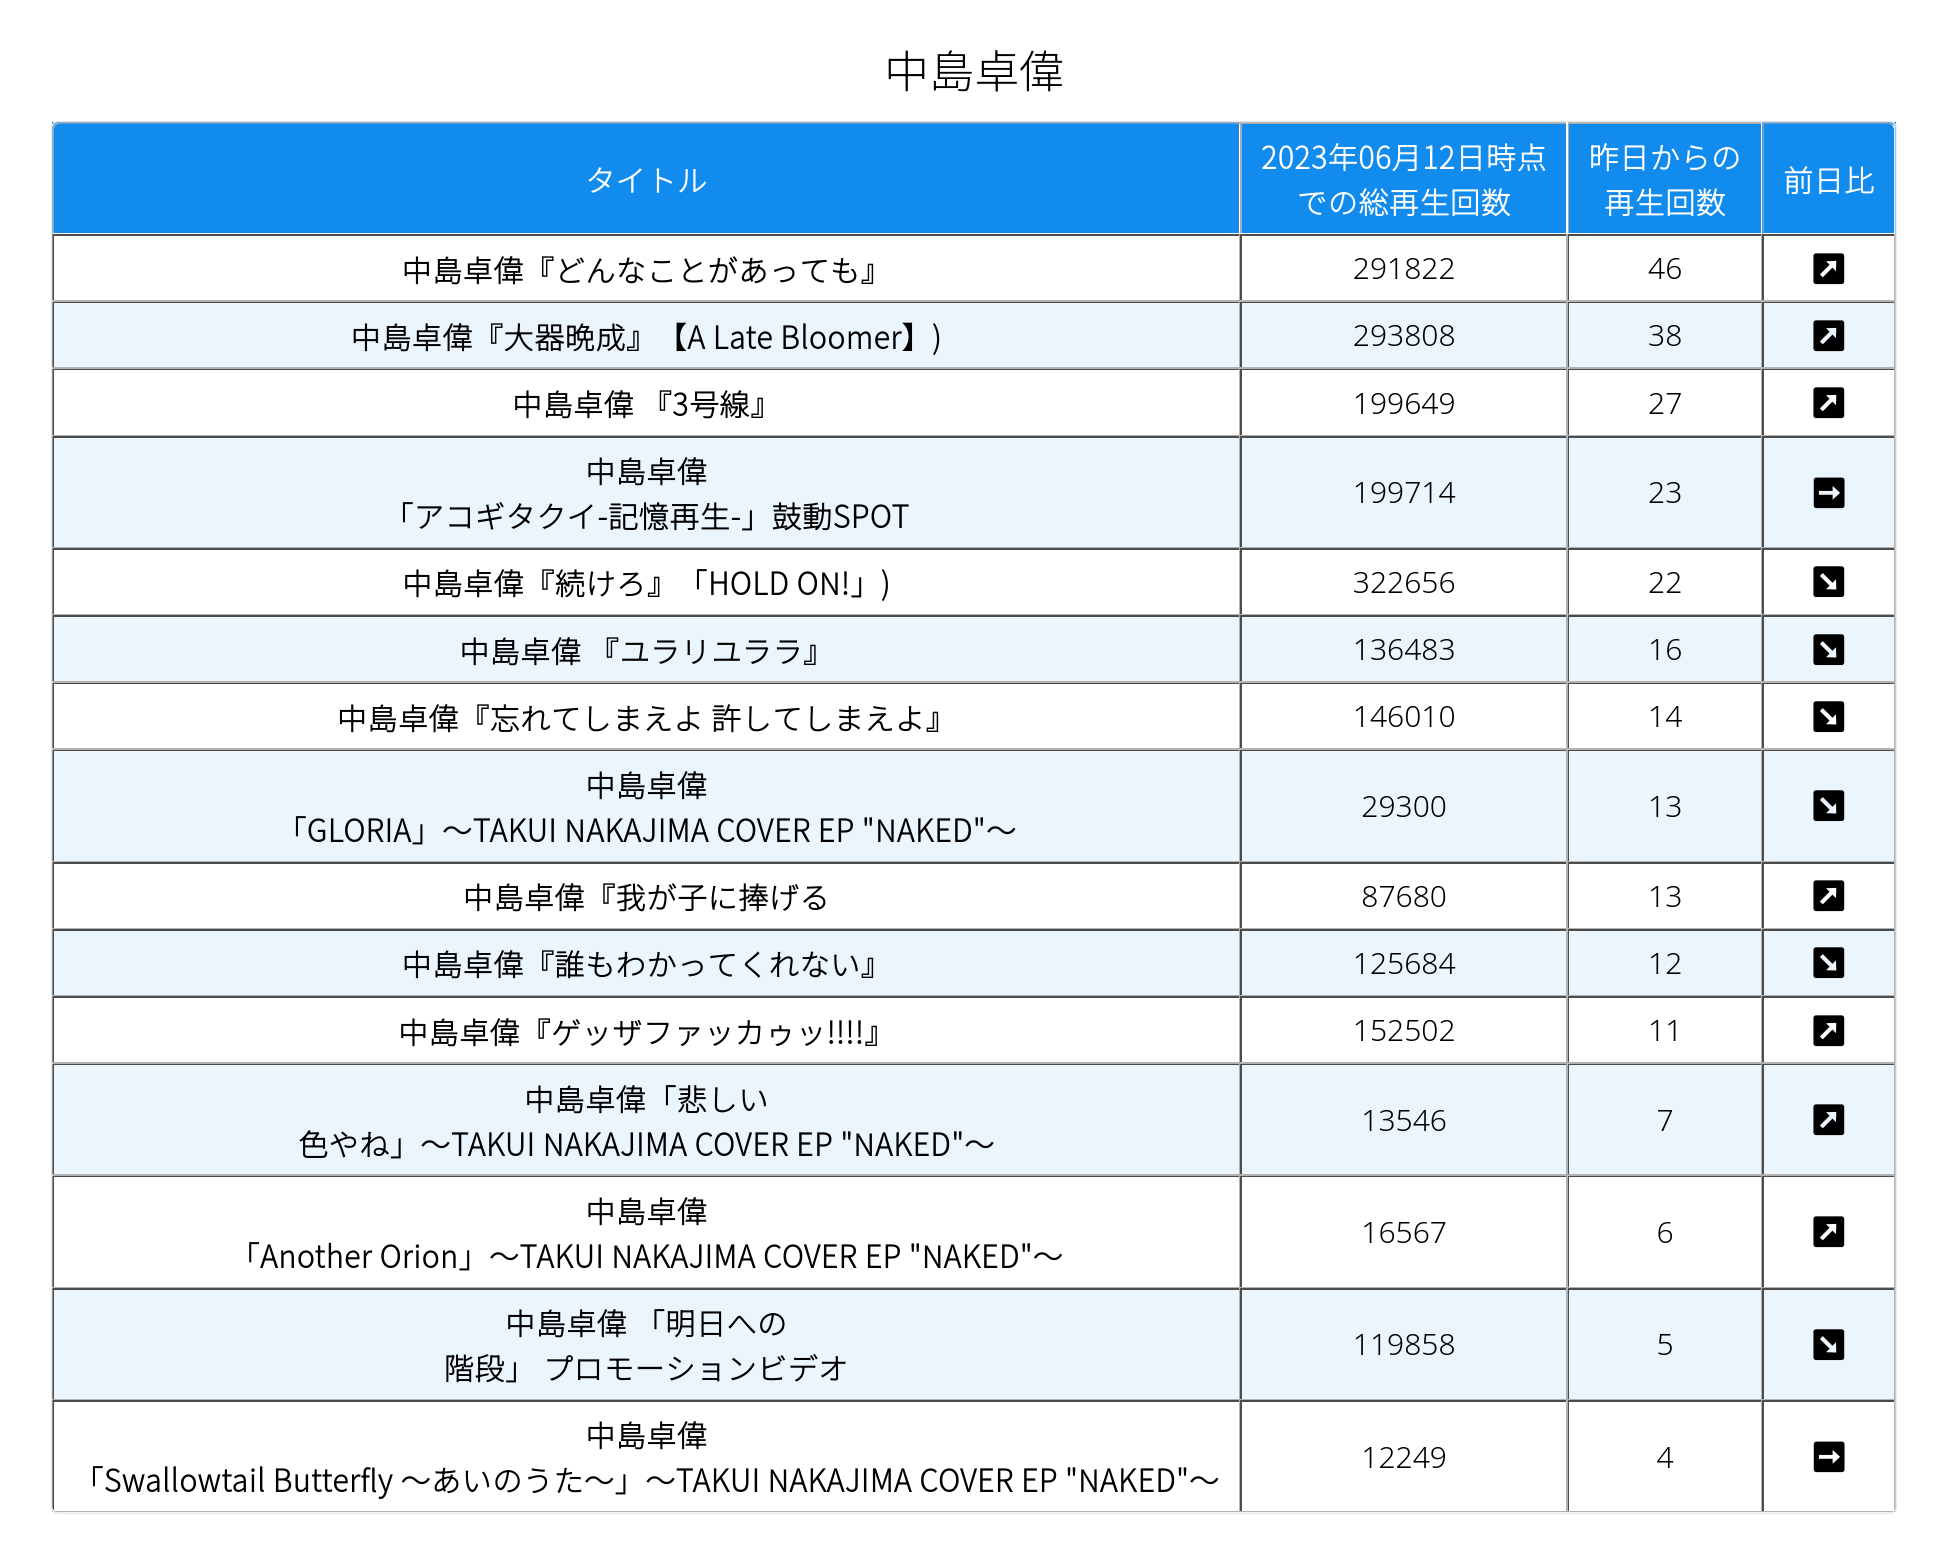 中島卓偉
タイトル
2023年06月12日時点
での総再生回数
昨日からの
再生回数
前日比
中島卓偉『どんなことがあっても』
291822
46
中島卓偉『大器晩成』【A Late Bloomer】)
293808
38
中島卓偉 『3号線』
199649
27
中島卓偉
「アコギタクイ-記憶再生-」鼓動SPOT
199714
23
中島卓偉『続けろ』「HOLD ON!」)
322656
22
中島卓偉 『ユラリユララ』
136483
16
中島卓偉『忘れてしまえよ 許してしまえよ』
146010
14
中島卓偉
「GLORIA」～TAKUI NAKAJIMA COVER EP "NAKED"～
29300
13
中島卓偉『我が子に捧げる
87680
13
中島卓偉『誰もわかってくれない』
125684
12
中島卓偉『ゲッザファッカゥッ!!!!』
152502
11
中島卓偉「悲しい
色やね」～TAKUI NAKAJIMA COVER EP "NAKED"～
13546
7
中島卓偉
「Another Orion」～TAKUI NAKAJIMA COVER EP "NAKED"～
16567
6
中島卓偉 「明日への
階段」 プロモーションビデオ
119858
5
中島卓偉
「Swallowtail Butterfly ～あいのうた～」～TAKUI NAKAJIMA COVER EP "NAKED"～
12249
4